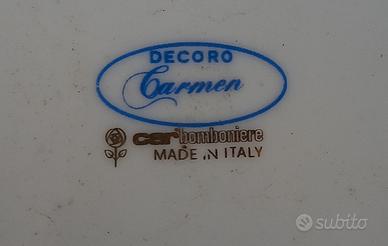 DECORO
Carmen
car bomboniere
MADE IN ITALY
subito